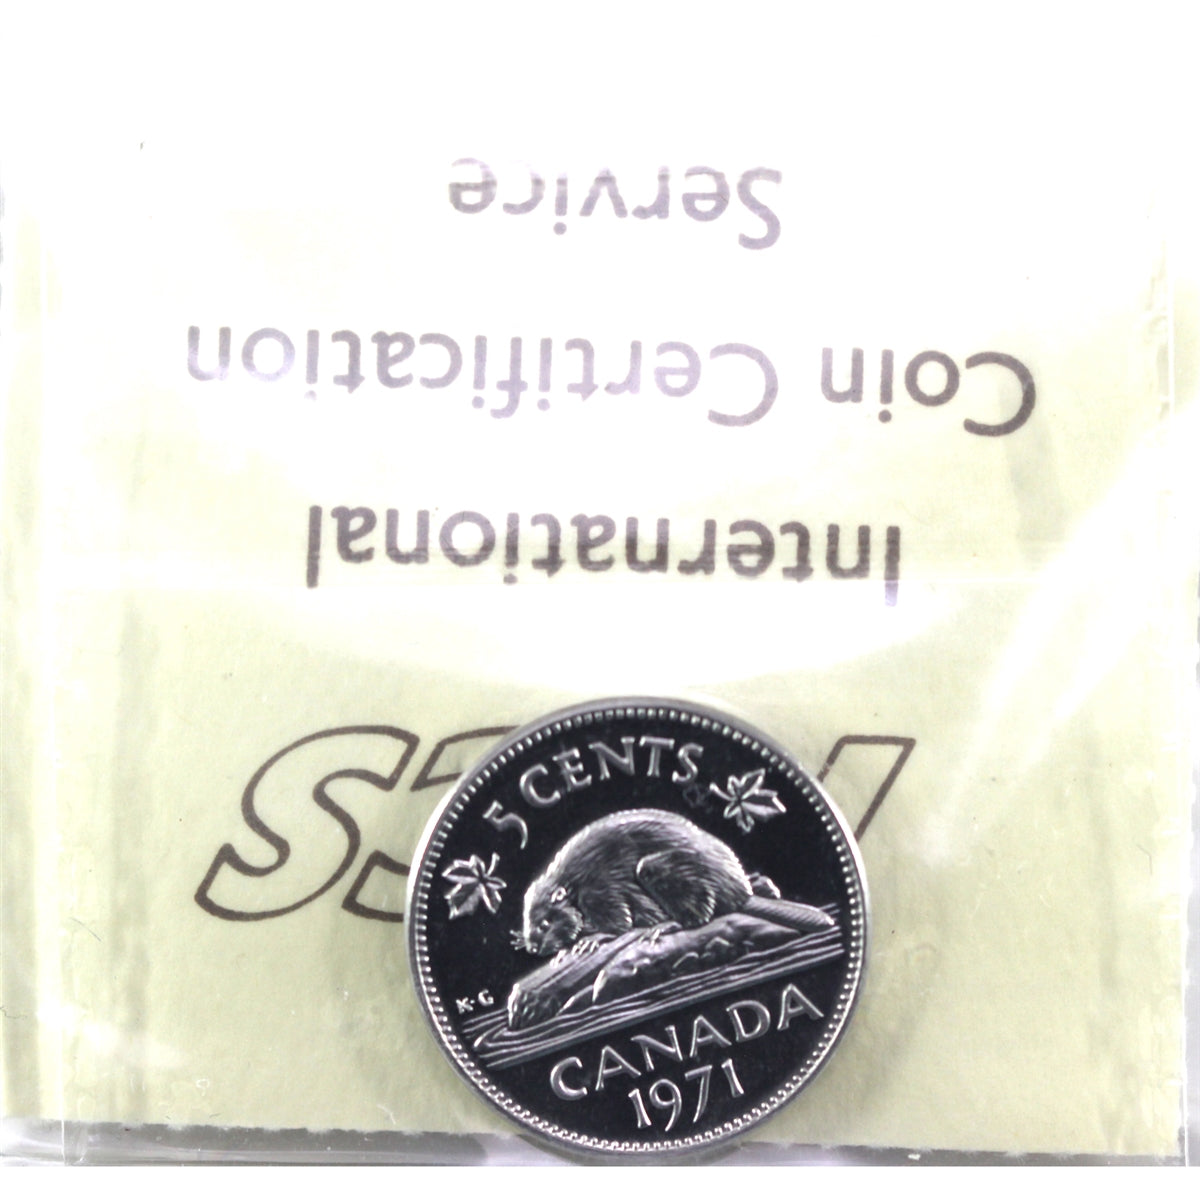 International
Coin Certification
Service
5 CENTS
K·G
CANADA
1971